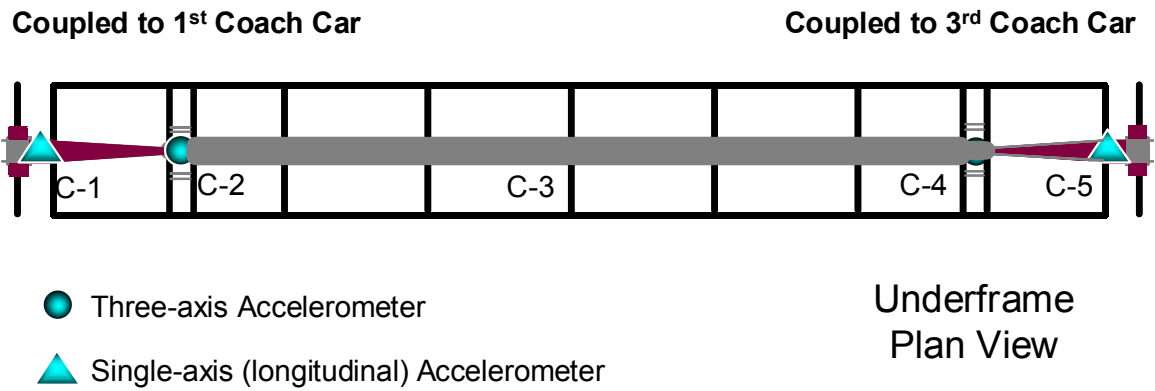 Coupled to 1st Coach Car
Coupled to 3rd Coach Car
C-1
C-2
C-3
C-4
C-5
Three-axis Accelerometer
Single-axis (longitudinal) Accelerometer
Underframe
Plan View